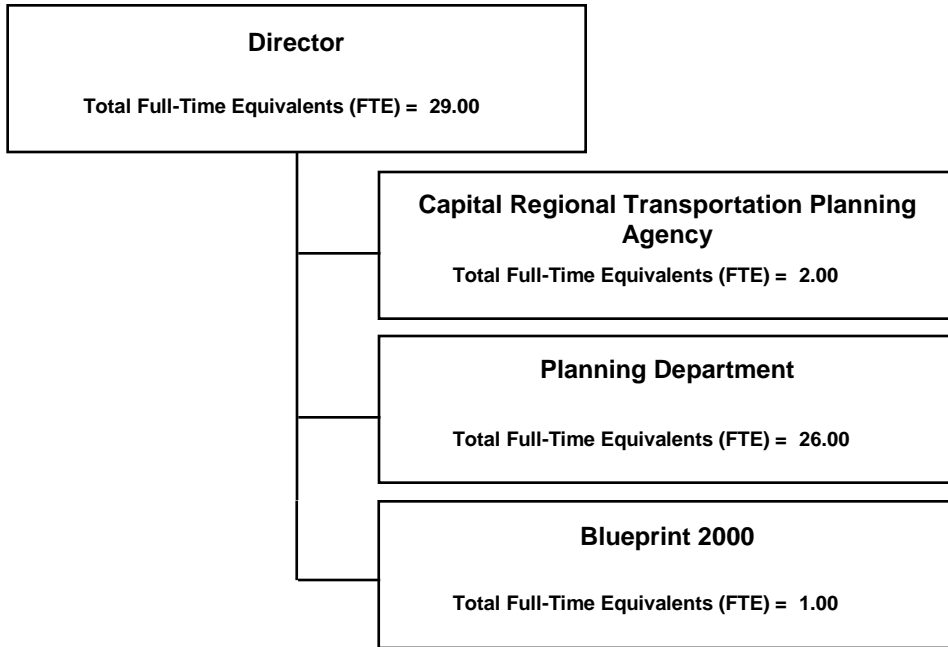 Director
Total Full-Time Equivalents (FTE) = 29.00
Capital Regional Transportation Planning
Agency
Total Full-Time Equivalents (FTE) = 2.00
Planning Department
Total Full-Time Equivalents (FTE) = 26.00
Blueprint 2000
Total Full-Time Equivalents (FTE) = 1.00